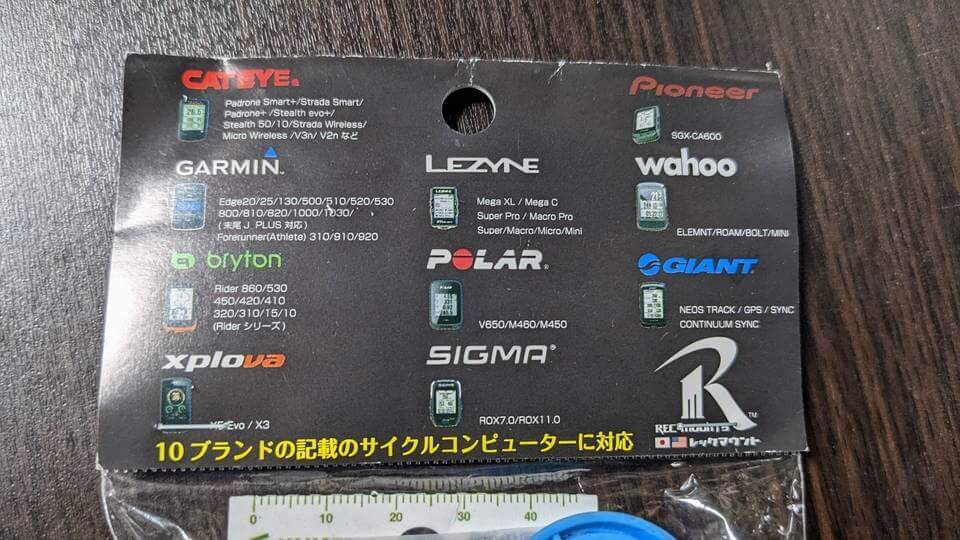 CATEYE®
Padrone Smart+/Strada Smart/
Padrone+ /Stealth evo+/
Stealth 50/10/Strada Wireless/
Micro Wireless /V3n/ V2n など
Pioneer
SGX-CA600
GARMIN
Edge20/25/130/500/510/520/530
800/810/820/1000/1030/
(末尾J PLUS 対応)
Forerunner(Athlete) 310/910/920
LEZYNE
Mega XL / Mega C
Super Pro / Macro Pro
Super/Macro/Micro/Mini
wahoo
ELEMNT/ROAM/BOLT/MINI
bryton
Rider 860/530
450/420/410
320/310/15/10
(Rider シリーズ)
POLAR®
V650/M460/M450
GIANT
NEOS TRACK / GPS / SYNC
CONTINUUM SYNC
xplova
X5 Evo / X3
SIGMA®
ROX7.0/ROX11.0
R™
REC-MOUNTS
レックマウント
10 ブランドの記載のサイクルコンピューターに対応
0 10 20 30 40